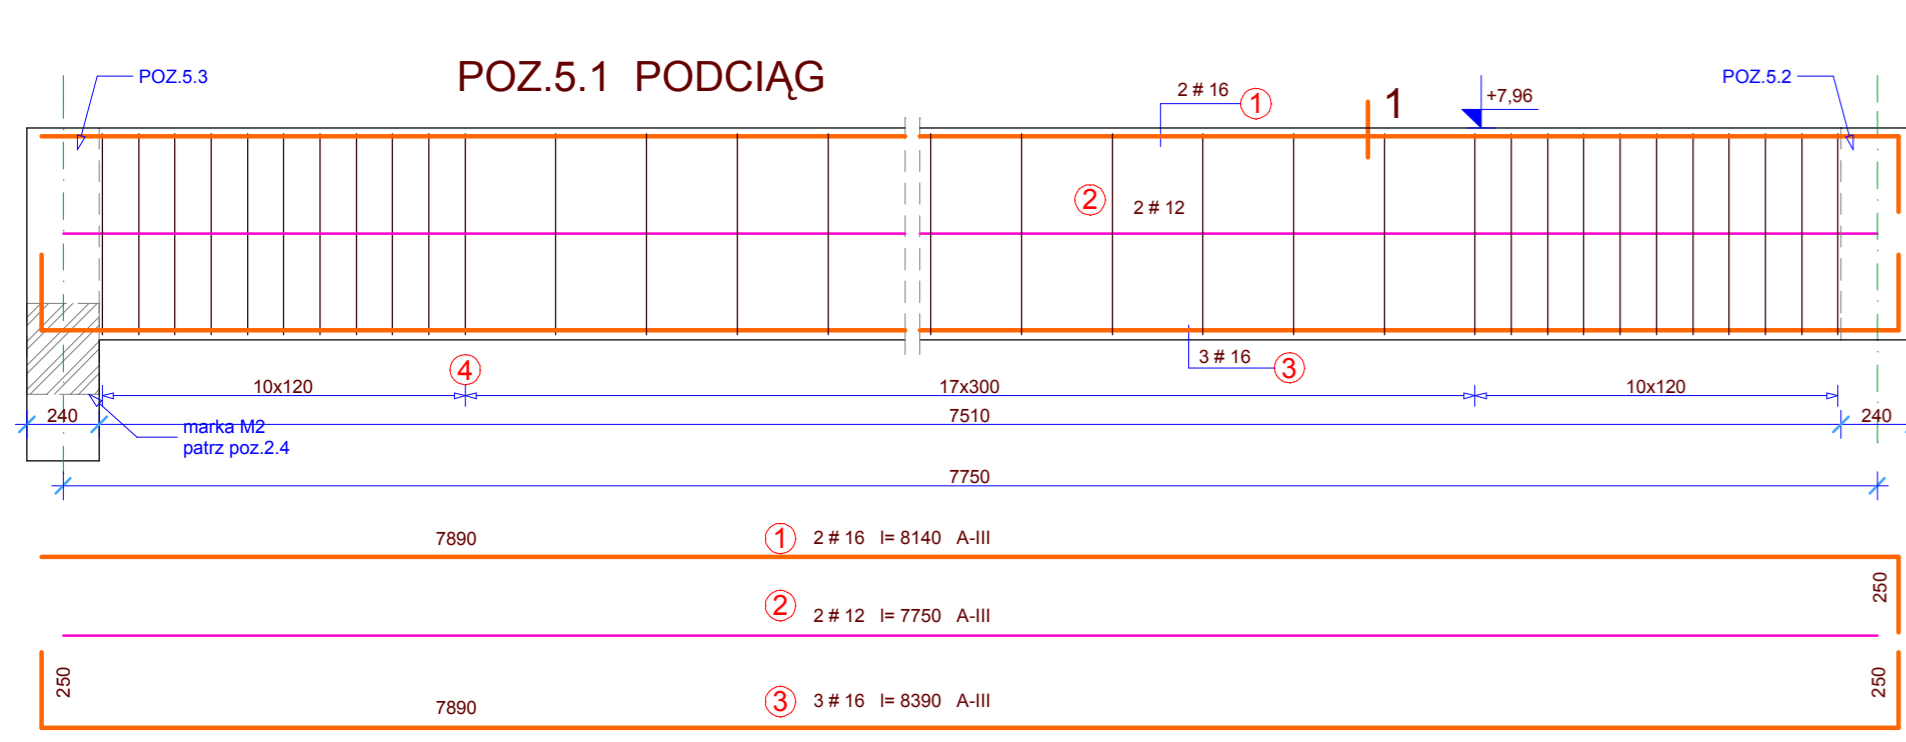 POZ.5.3
POZ.5.1 PODCIĄG
2 # 16 1
1
+7,96
POZ.5.2
2 2 # 12
3 # 16 3
4
10x120
17x300
10x120
240
7510
240
marka M2
patrz poz.2.4
7750
7890
1 2 # 16 l= 8140 A-III
250
2 2 # 12 l= 7750 A-III
250
7890
3 3 # 16 l= 8390 A-III
250